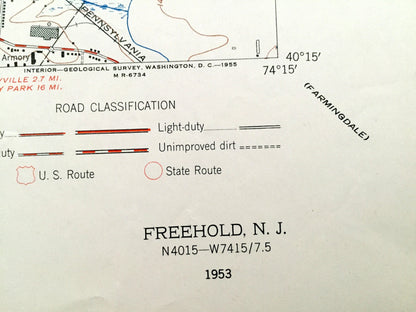 PENNSYLVANIA
Armory
40°15'
INTERIOR—GEOLOGICAL SURVEY, WASHINGTON, D. C.—1955
74°15'
M R-6734
VILLE 2.7 MI.
PARK 16 MI.
(FARMINGDALE)
ROAD CLASSIFICATION
Light-duty
Unimproved dirt
U. S. Route
State Route
FREEHOLD, N. J.
N4015—W7415/7.5
1953